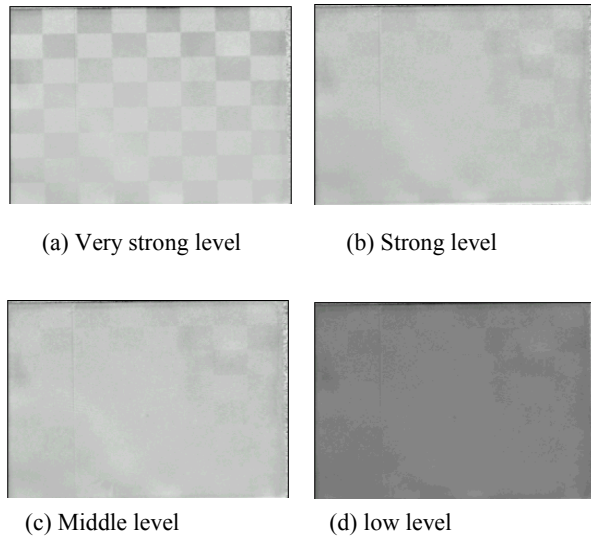 (a) Very strong level
(b) Strong level
(c) Middle level
(d) low level